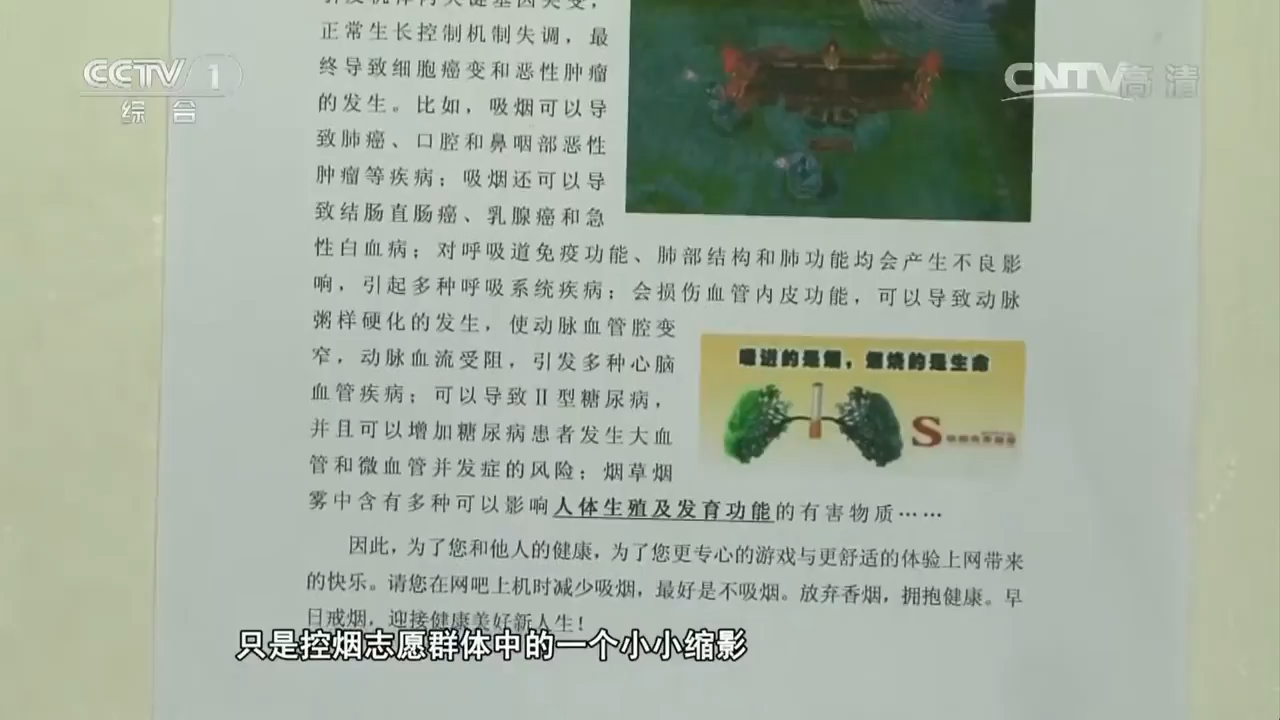 CCTV 1
综合
CNTV高清
正常生长控制机制失调，最
终导致细胞癌变和恶性肿瘤
的发生。比如，吸烟可以导
致肺癌、口腔和鼻咽部恶性
肿瘤等疾病；吸烟还可以导
致结肠直肠癌、乳腺癌和急
性白血病；对呼吸道免疫功能、肺部结构和肺功能均会产生不良影
响，引起多种呼吸系统疾病；会损伤血管内皮功能，可以导致动脉
粥样硬化的发生，使动脉血管腔变
窄，动脉血流受阻，引发多种心脑
血管疾病；可以导致II型糖尿病，
并且可以增加糖尿病患者发生大血
管和微血管并发症的风险；烟草烟
雾中含有多种可以影响人体生殖及发育功能的有害物质……
吸进的是烟，燃烧的是生命
S
因此，为了您和他人的健康，为了您更专心的游戏与更舒适的体验上网带来
的快乐。请您在网吧上机时减少吸烟，最好是不吸烟。放弃香烟，拥抱健康。早
日戒烟，迎接健康美好新人生！
只是控烟志愿群体中的一个小小缩影